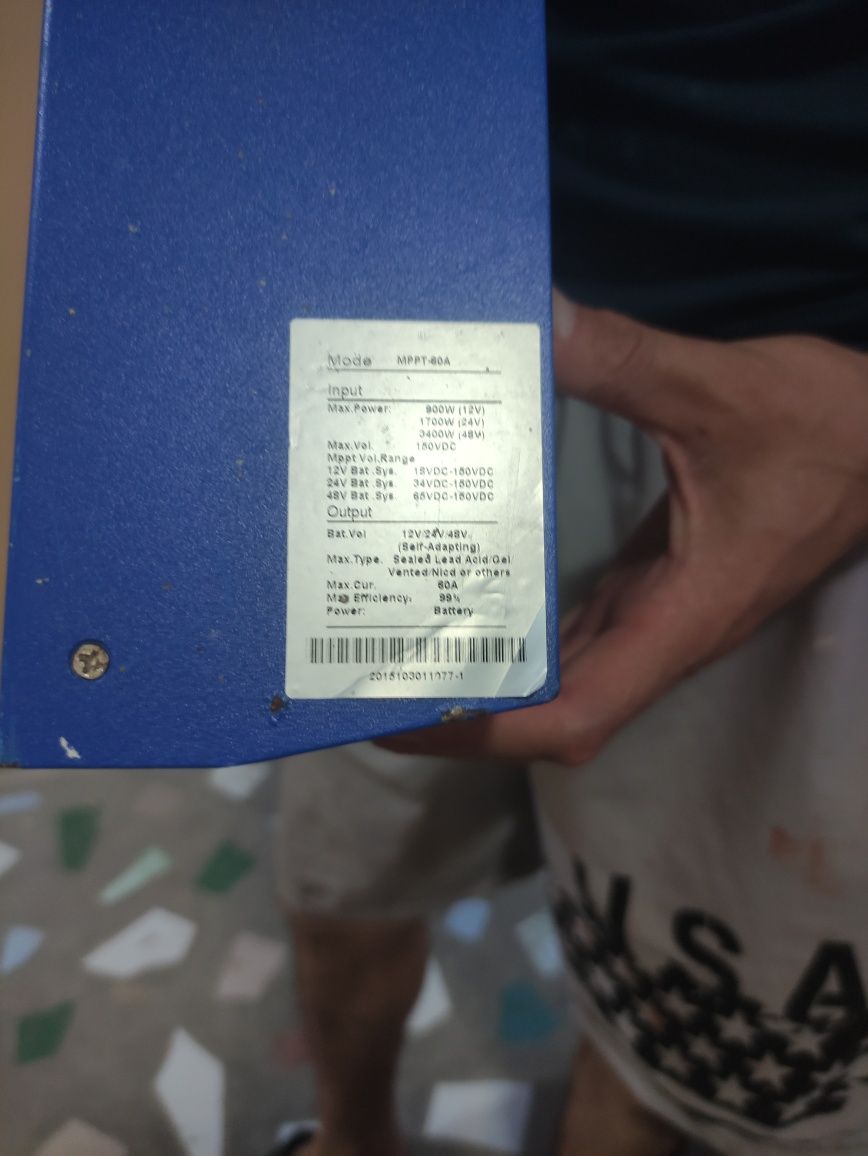 Mode MPPT-60A
Input
Max.Power: 900W (12V)
1700W (24V)
3400W (48V)
Max.Vol. 150VDC
Mppt Vol.Range
12V Bat .Sys. 18VDC-150VDC
24V Bat .Sys. 34VDC-150VDC
48V Bat .Sys. 65VDC-150VDC
Output
Bat.Vol 12V/24V/48V
(Self-Adapting)
Max.Type. Sealed Lead Acid/Gel/
Vented/Nicd or others
Max.Cur. 60A
Max Efficiency: 99%
Power: Battery
USA